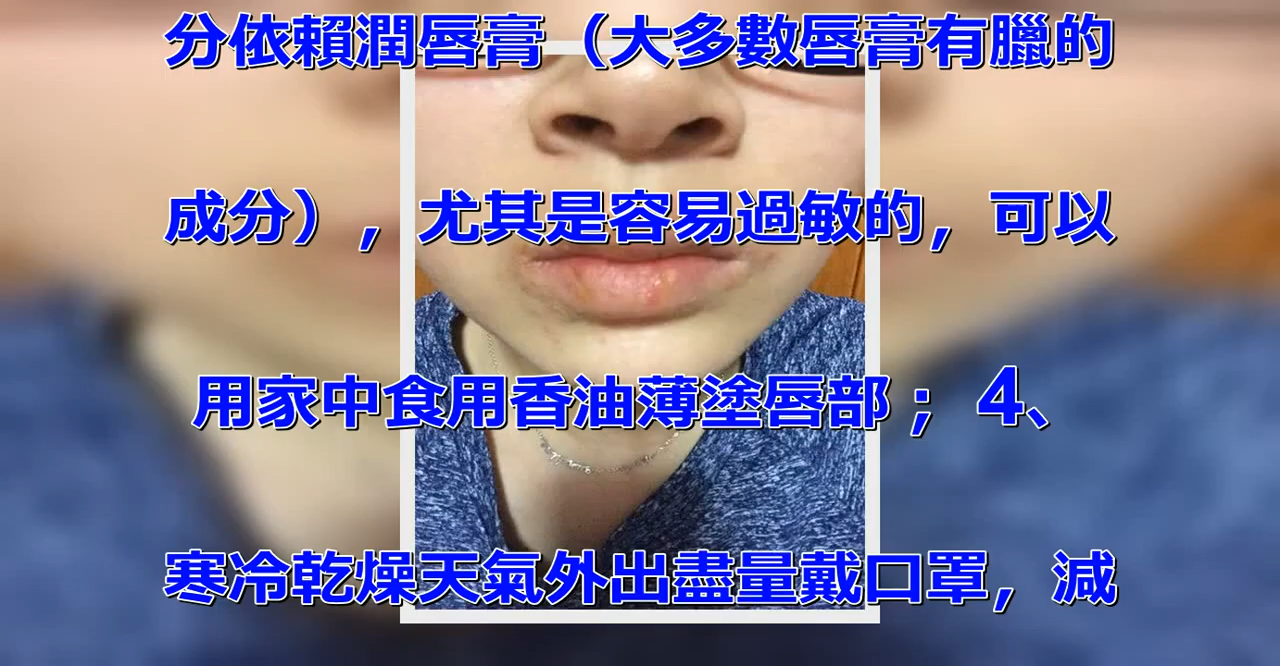 分依賴潤唇膏（大多數唇膏有臘的
成分），尤其是容易過敏的，可以
用家中食用香油薄塗唇部；4、
寒冷乾燥天氣外出盡量戴口罩，減